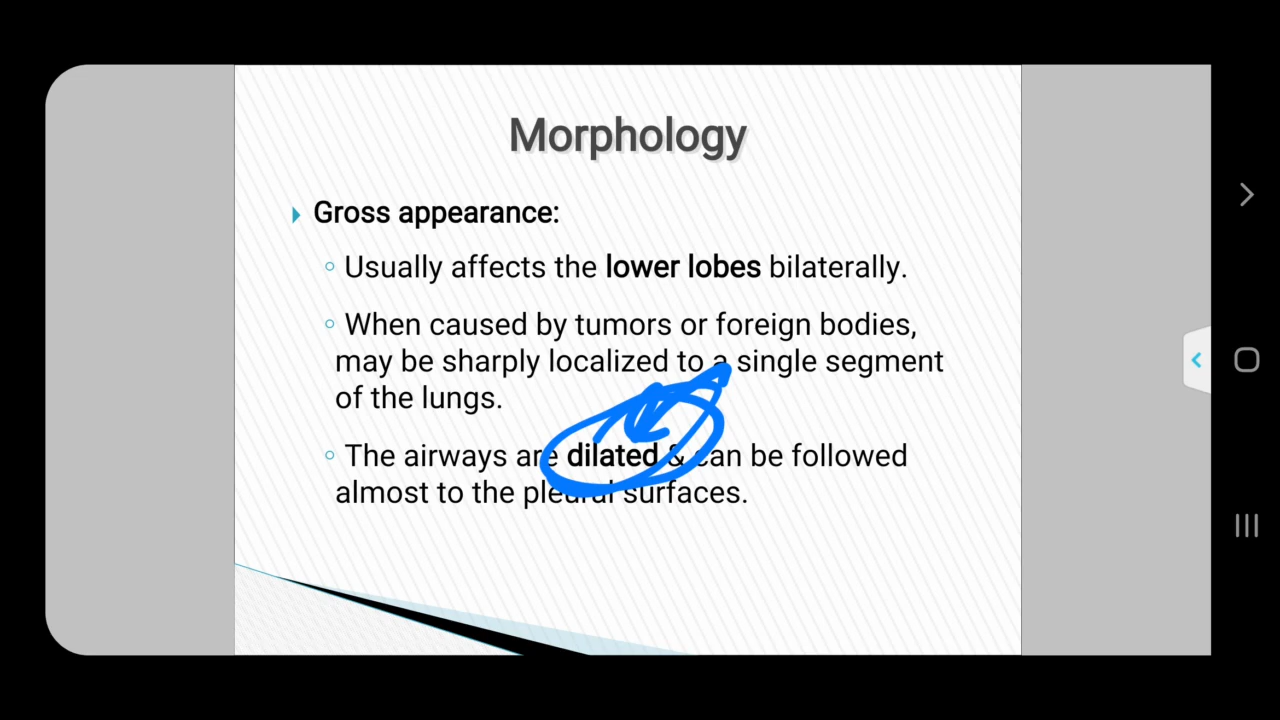 Morphology
Gross appearance:
Usually affects the lower lobes bilaterally.
When caused by tumors or foreign bodies,
may be sharply localized to a single segment
of the lungs.
The airways are dilated & can be followed
almost to the pleural surfaces.